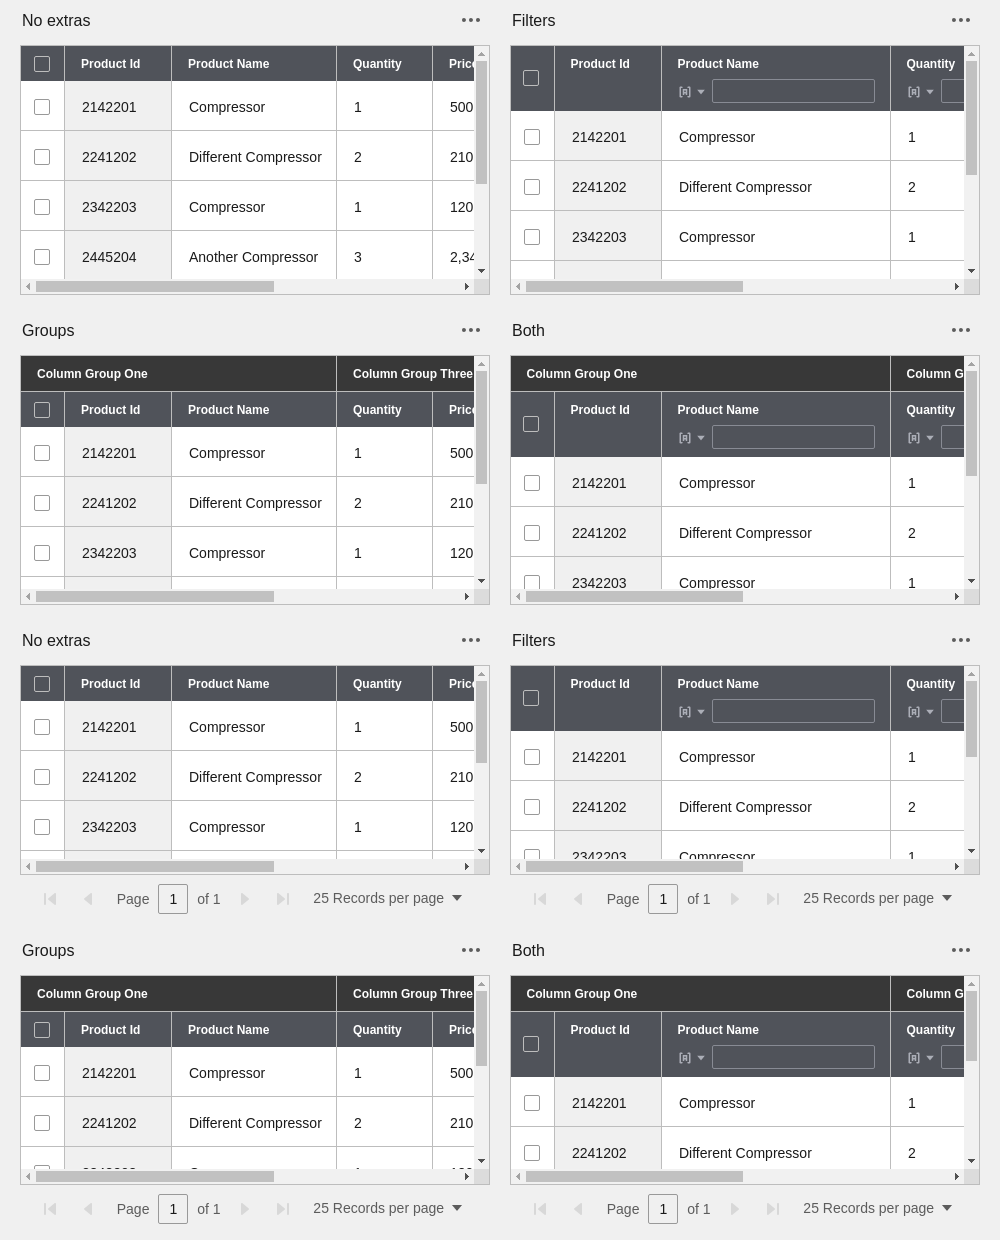 No extras
Product Id Product Name Quantity Price
2142201 Compressor 1 500
2241202 Different Compressor 2 210
2342203 Compressor 1 120
2445204 Another Compressor 3 2,34
Filters
Product Id Product Name Quantity
2142201 Compressor 1
2241202 Different Compressor 2
2342203 Compressor 1
Groups
Column Group One Column Group Three
Product Id Product Name Quantity Price
2142201 Compressor 1 500
2241202 Different Compressor 2 210
2342203 Compressor 1 120
Both
Column Group One Column G
Product Id Product Name Quantity
2142201 Compressor 1
2241202 Different Compressor 2
2342203 Compressor 1
No extras
Product Id Product Name Quantity Price
2142201 Compressor 1 500
2241202 Different Compressor 2 210
2342203 Compressor 1 120
Page 1 of 1 25 Records per page
Filters
Product Id Product Name Quantity
2142201 Compressor 1
2241202 Different Compressor 2
2342203 Compressor 1
Page 1 of 1 25 Records per page
Groups
Column Group One Column Group Three
Product Id Product Name Quantity Price
2142201 Compressor 1 500
2241202 Different Compressor 2 210
Page 1 of 1 25 Records per page
Both
Column Group One Column G
Product Id Product Name Quantity
2142201 Compressor 1
2241202 Different Compressor 2
Page 1 of 1 25 Records per page